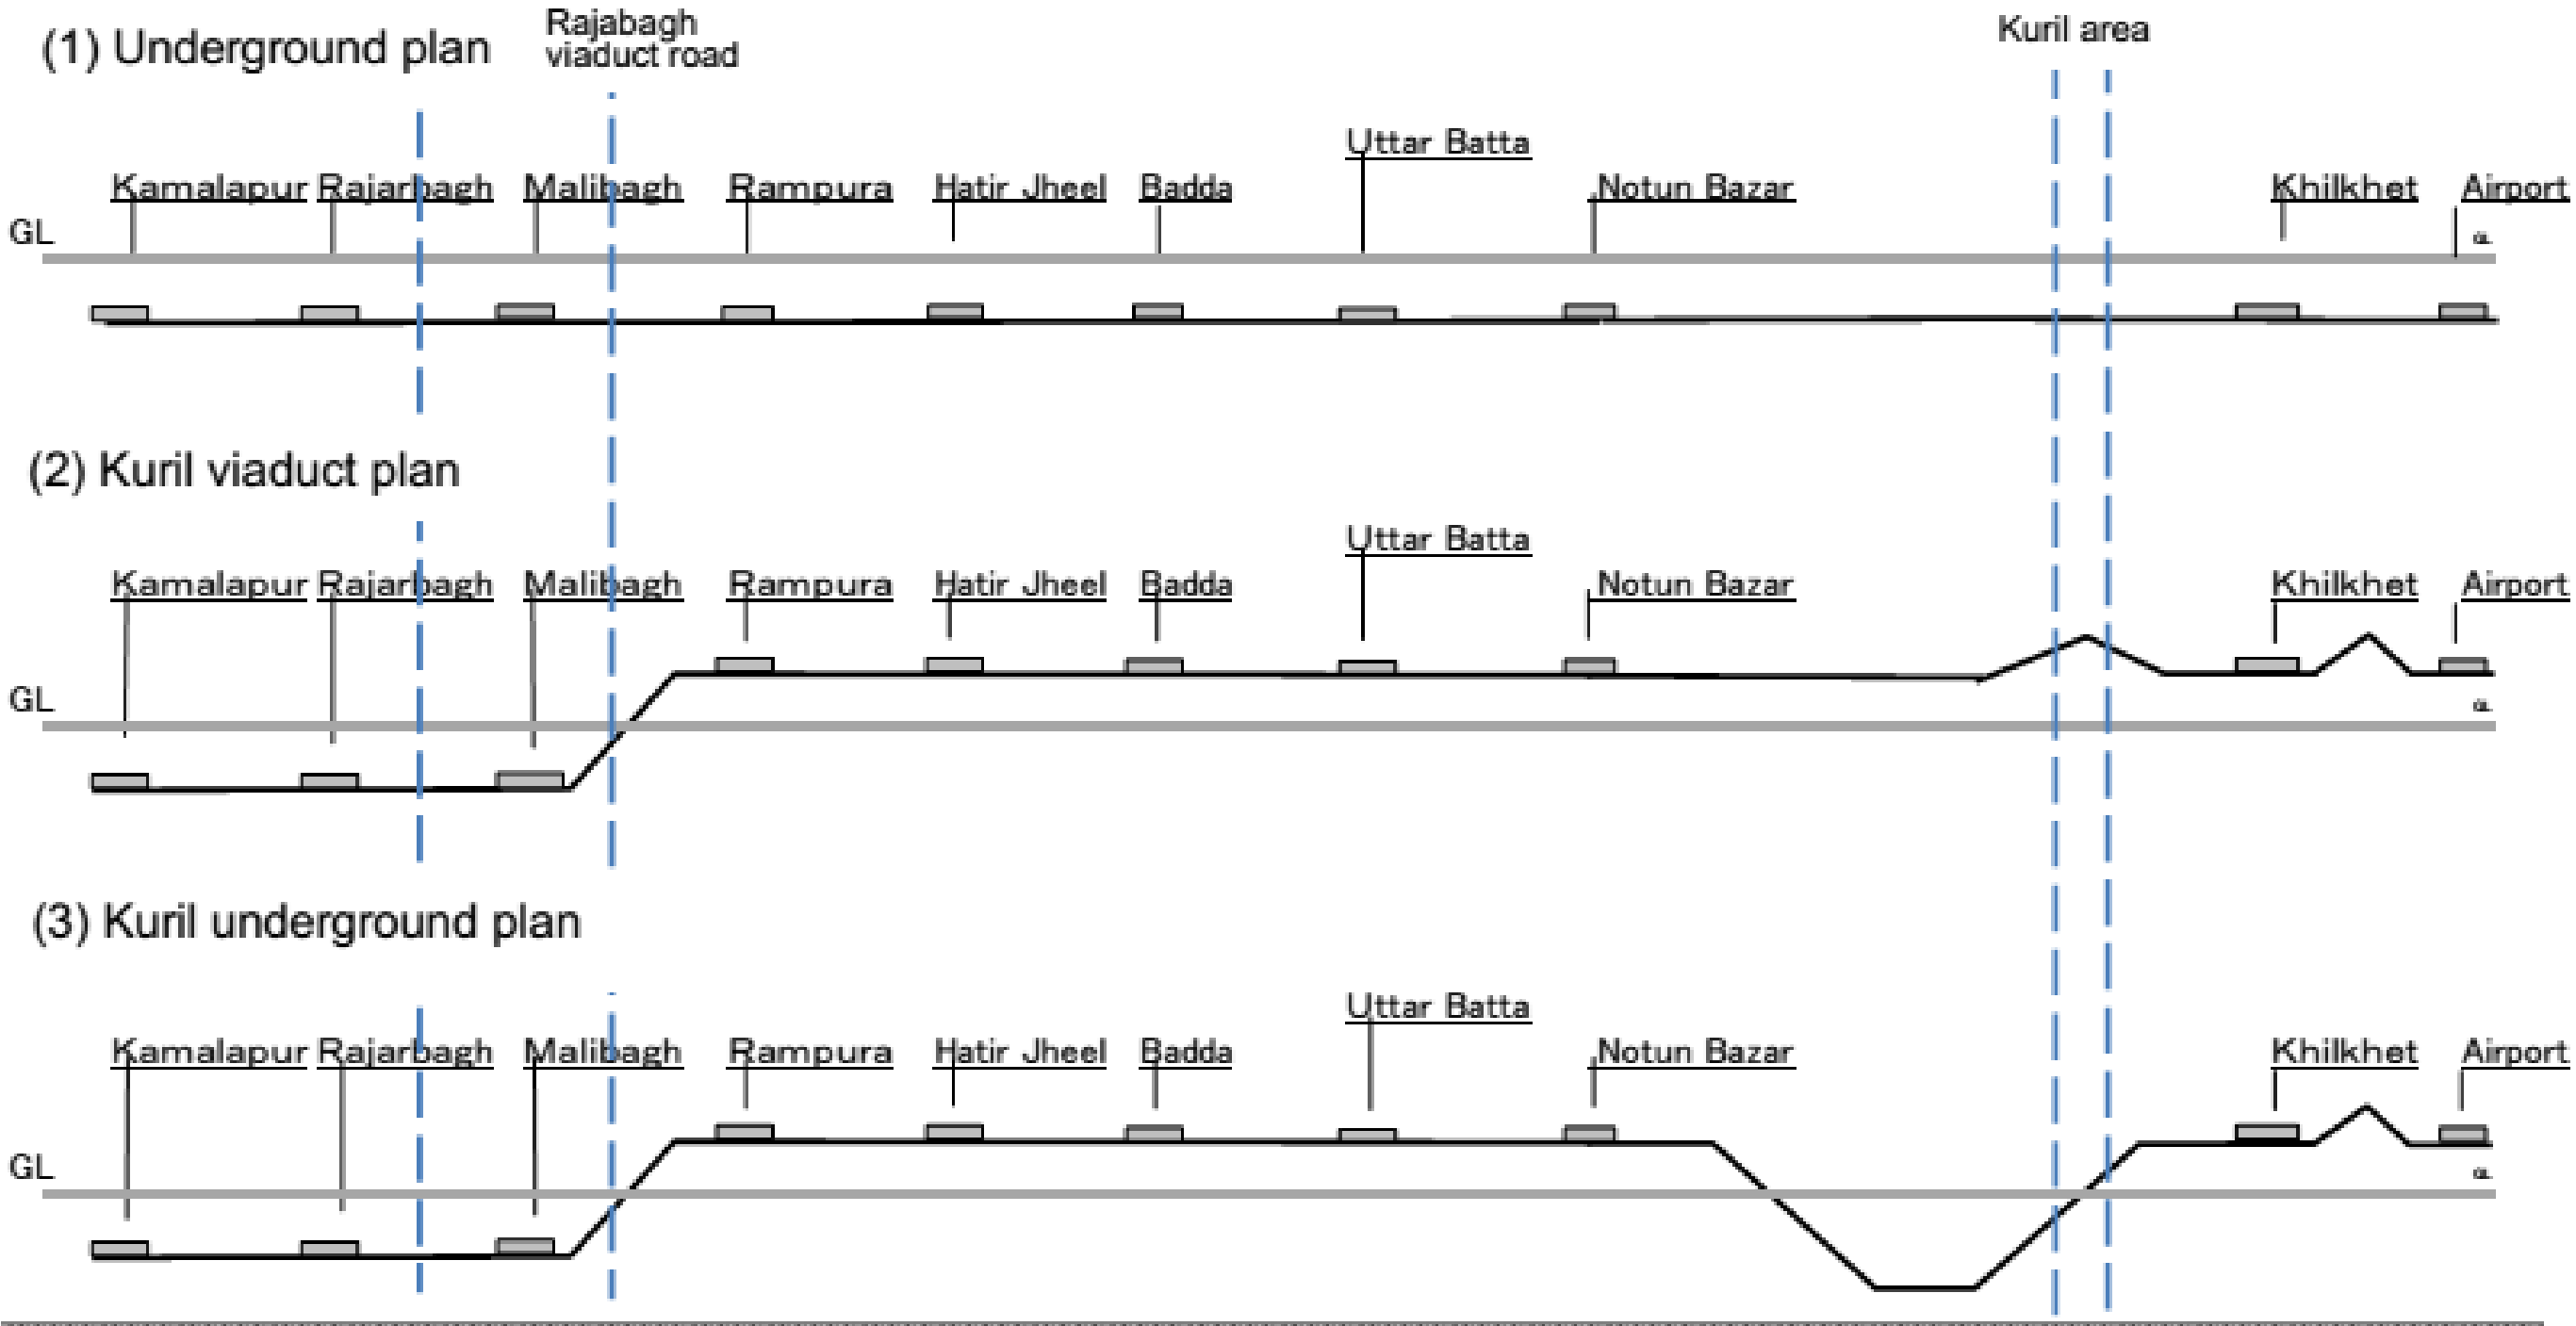 (1) Underground plan
Rajabagh
viaduct road
Kuril area
Uttar Batta
Kamalapur Rajarbagh Malibagh Rampura Hatir Jheel Badda Notun Bazar Khilkhet Airport
GL
(2) Kuril viaduct plan
Uttar Batta
Kamalapur Rajarbagh Malibagh Rampura Hatir Jheel Badda Notun Bazar Khilkhet Airport
GL
(3) Kuril underground plan
Uttar Batta
Kamalapur Rajarbagh Malibagh Rampura Hatir Jheel Badda Notun Bazar Khilkhet Airport
GL